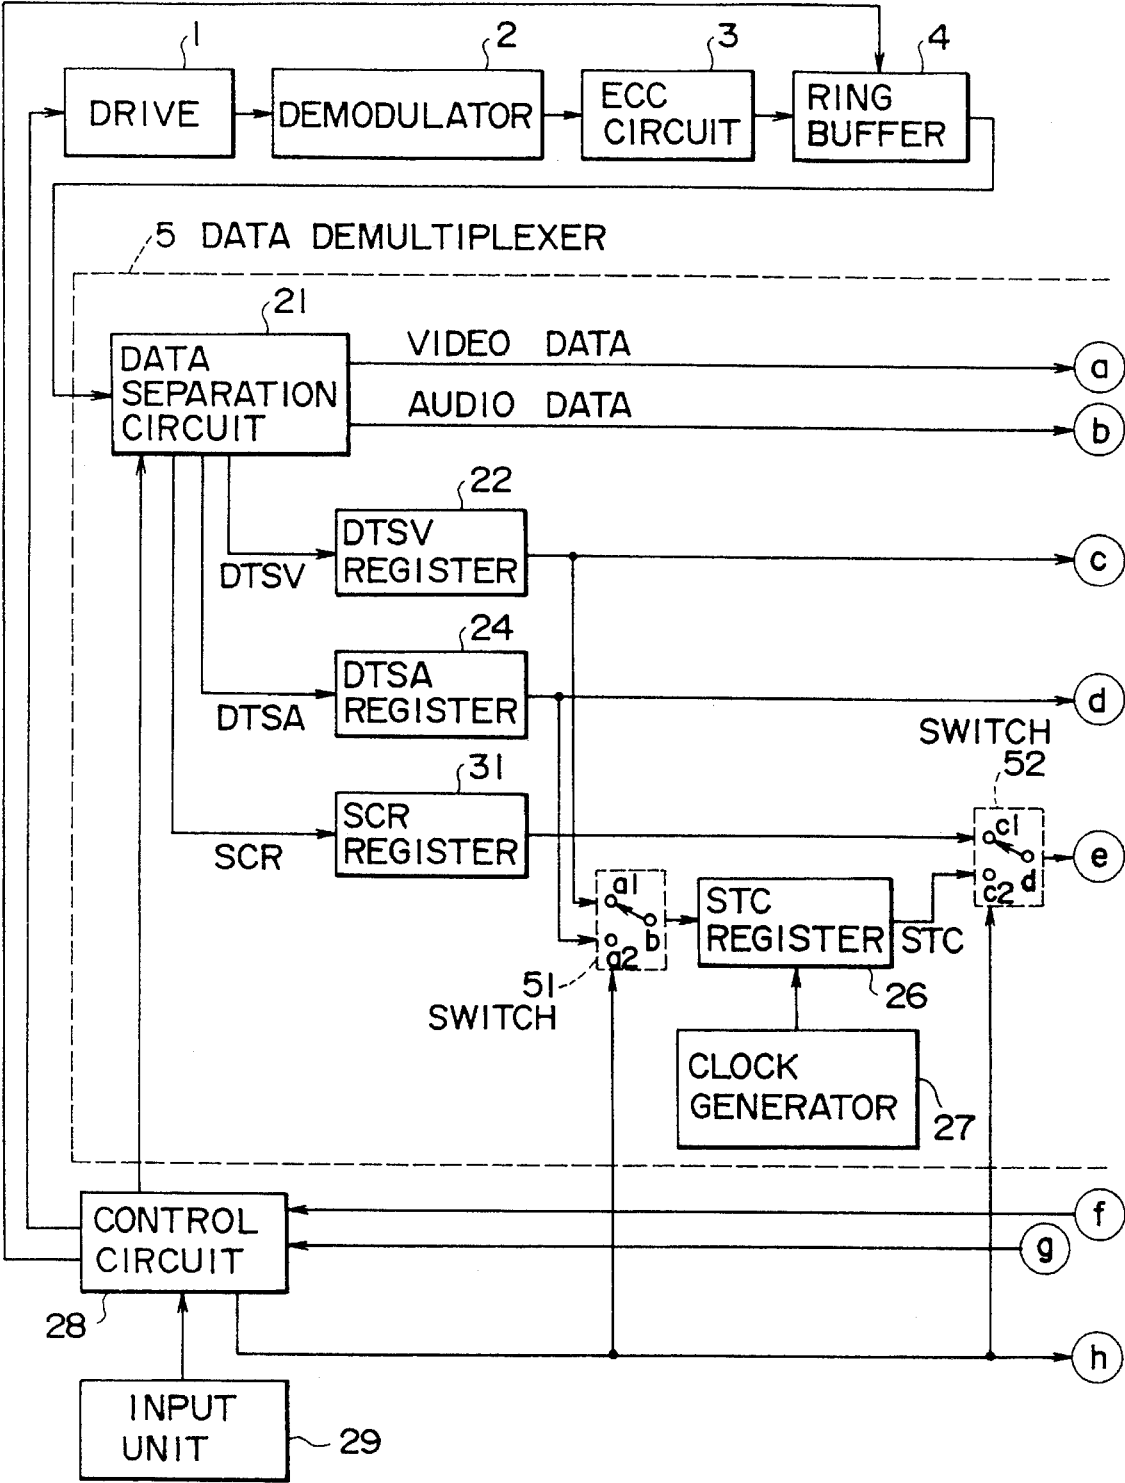 1
2
3
4
DRIVE
DEMODULATOR
ECC
CIRCUIT
RING
BUFFER
5 DATA DEMULTIPLEXER
21
DATA
SEPARATION
CIRCUIT
VIDEO DATA
a
AUDIO DATA
b
22
DTSV
REGISTER
DTSV
c
24
DTSA
REGISTER
DTSA
d
SWITCH
52
31
SCR
REGISTER
SCR
c1
d
c2
e
a1
b
a2
51
SWITCH
STC
REGISTER
STC
26
CLOCK
GENERATOR
27
CONTROL
CIRCUIT
28
f
g
h
INPUT
UNIT
29